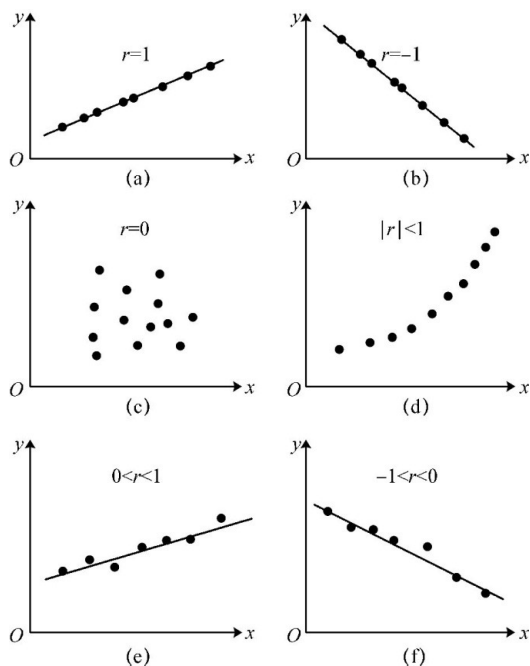 y
r=1
O
x
(a)
y
r=−1
O
x
(b)
y
r=0
O
x
(c)
y
|r|<1
O
x
(d)
y
0<r<1
O
x
(e)
y
−1<r<0
O
x
(f)